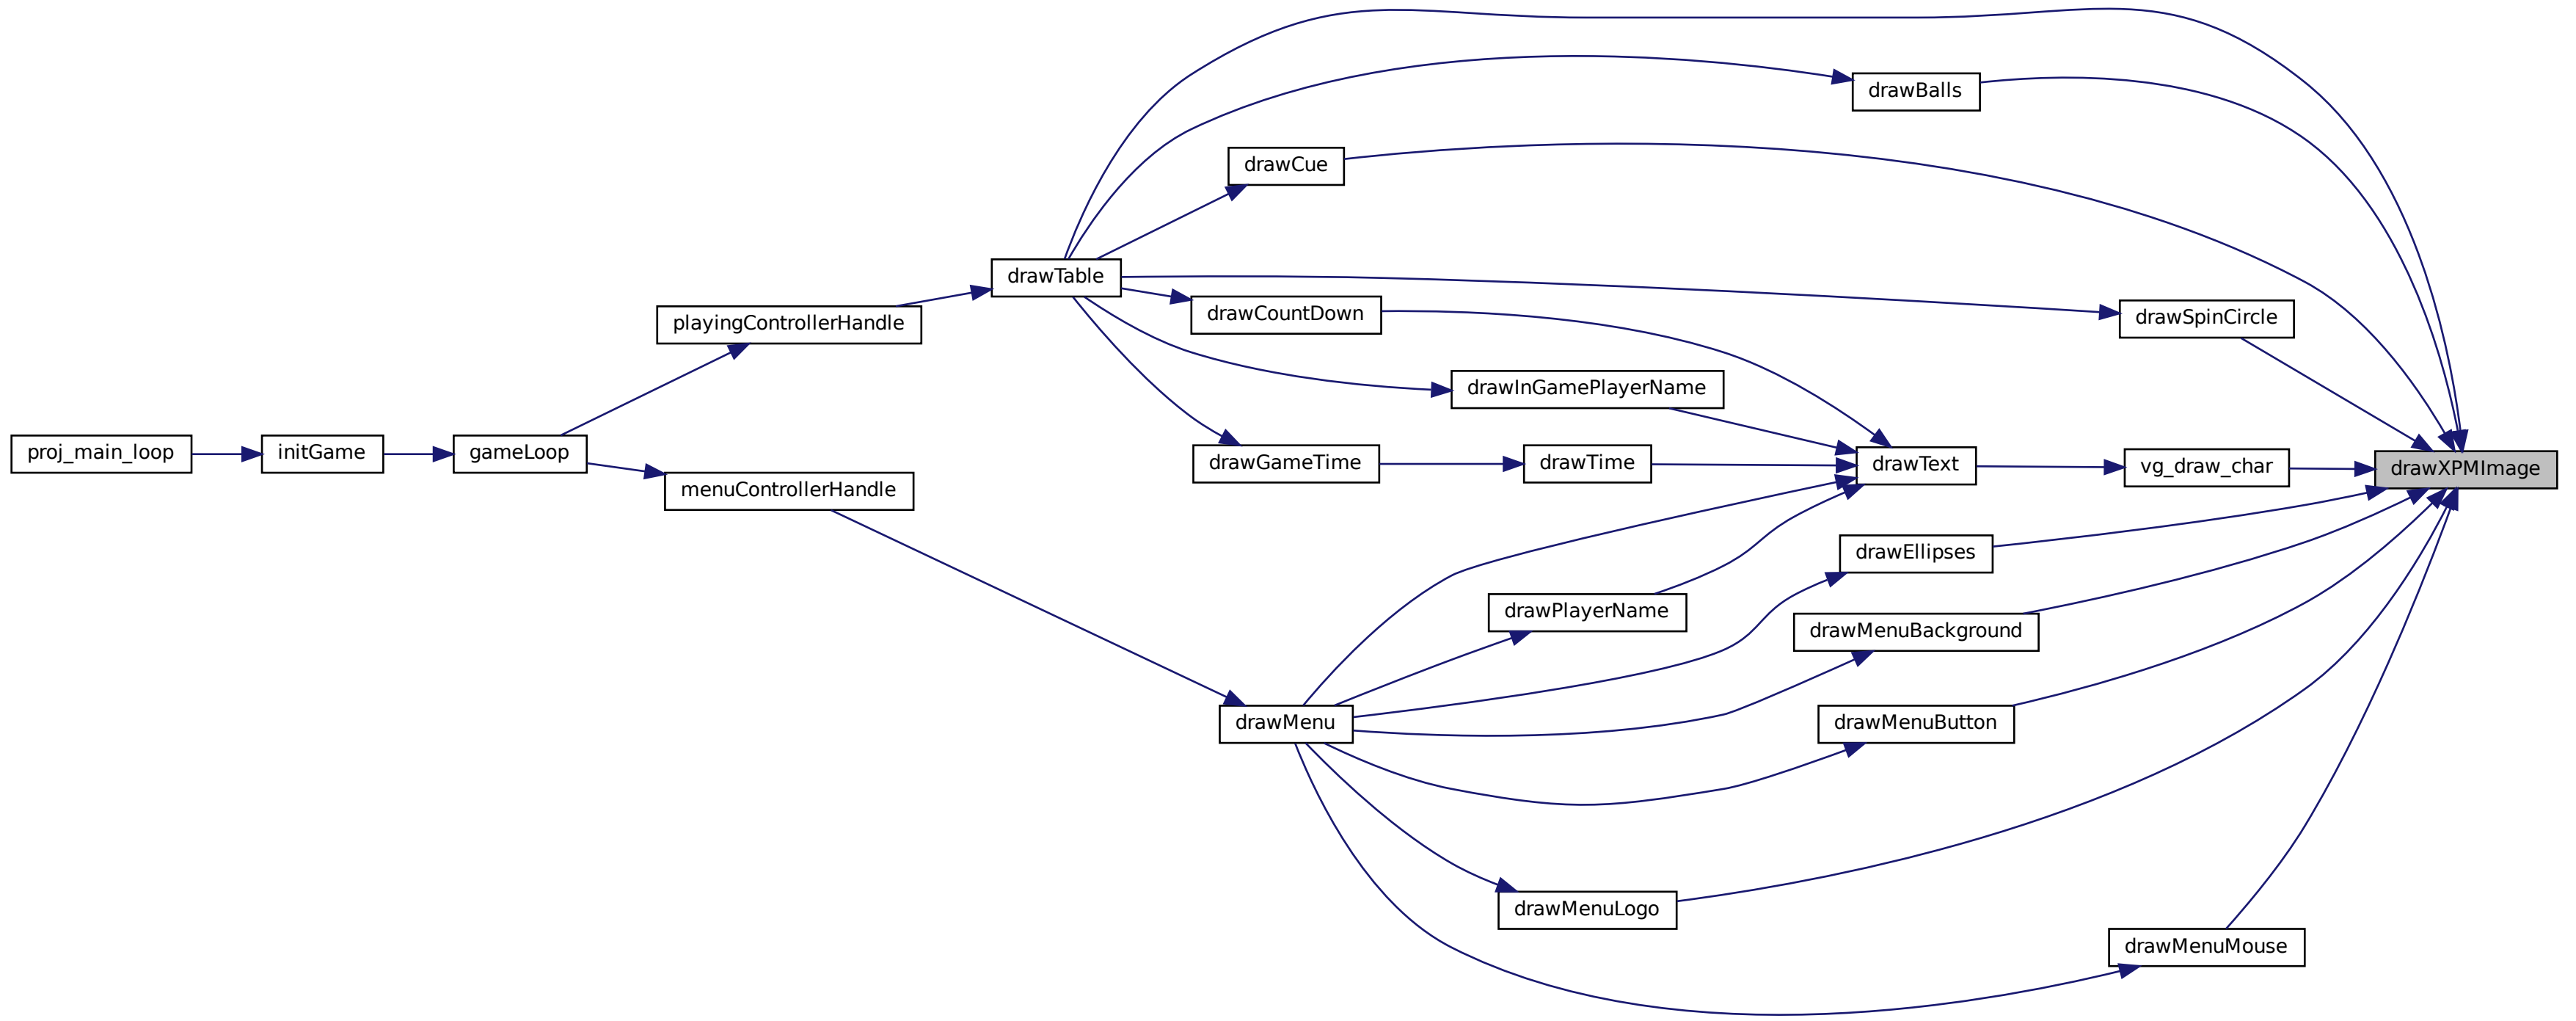 drawBalls
drawCue
drawTable
drawCountDown
drawSpinCircle
playingControllerHandle
drawInGamePlayerName
proj_main_loop
initGame
gameLoop
drawGameTime
drawTime
drawText
vg_draw_char
drawXPMImage
menuControllerHandle
drawEllipses
drawPlayerName
drawMenuBackground
drawMenu
drawMenuButton
drawMenuLogo
drawMenuMouse